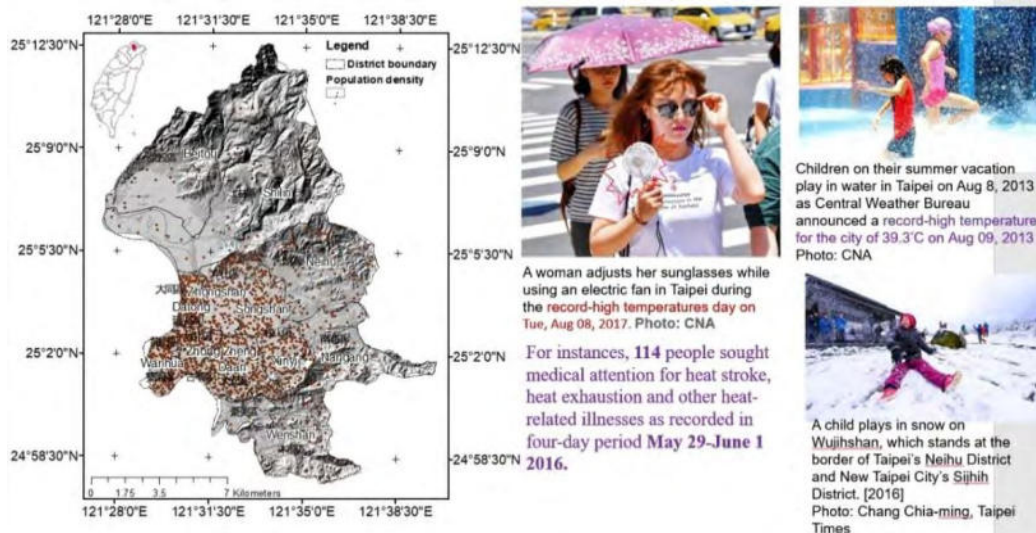 121°28'0"E 121°31'30"E 121°35'0"E 121°38'30"E
25°12'30"N
25°12'30"N
Legend
District boundary
Population density
25°9'0"N
25°9'0"N
Beitou
Shilin
25°5'30"N
25°5'30"N
Neihu
大同區
Zhongshan
Datong
Songshan
25°2'0"N
25°2'0"N
Zhong Zheng
Xinyi
Nangang
Wanhua
Daan
Wenshan
24°58'30"N
24°58'30"N
0 1.75 3.5 7 Kilometers
121°28'0"E 121°31'30"E 121°35'0"E 121°38'30"E
A woman adjusts her sunglasses while
using an electric fan in Taipei during
the record-high temperatures day on
Tue, Aug 08, 2017. Photo: CNA
For instances, 114 people sought
medical attention for heat stroke,
heat exhaustion and other heat-
related illnesses as recorded in
four-day period May 29-June 1
2016.
Children on their summer vacation
play in water in Taipei on Aug 8, 2013
as Central Weather Bureau
announced a record-high temperature
for the city of 39.3°C on Aug 09, 2013
Photo: CNA
A child plays in snow on
Wujihshan, which stands at the
border of Taipei's Neihu District
and New Taipei City's Sijhih
District. [2016]
Photo: Chang Chia-ming, Taipei
Times